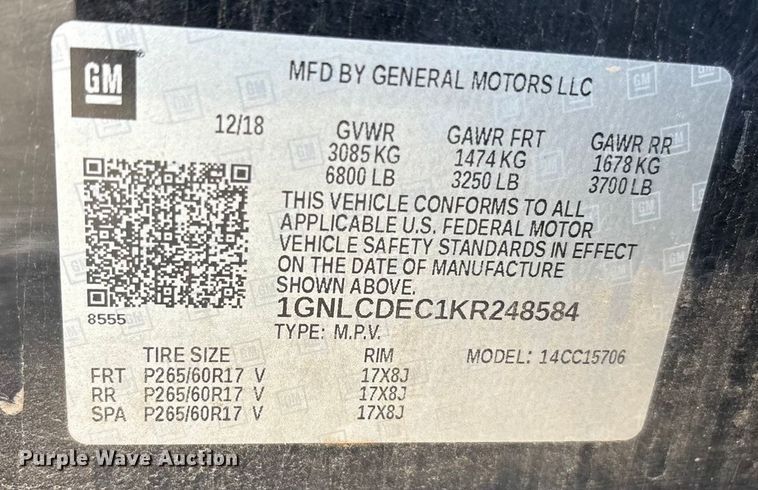 GM
MFD BY GENERAL MOTORS LLC
12/18 GVWR GAWR FRT GAWR RR
3085 KG 1474 KG 1678 KG
6800 LB 3250 LB 3700 LB
THIS VEHICLE CONFORMS TO ALL
APPLICABLE U.S. FEDERAL MOTOR
VEHICLE SAFETY STANDARDS IN EFFECT
ON THE DATE OF MANUFACTURE
SHOWN ABOVE.
8555
1GNLCDEC1KR248584
TYPE: M.P.V.
TIRE SIZE RIM MODEL: 14CC15706
FRT P265/60R17 V 17X8J
RR P265/60R17 V 17X8J
SPA P265/60R17 V 17X8J
Purple Wave Auction